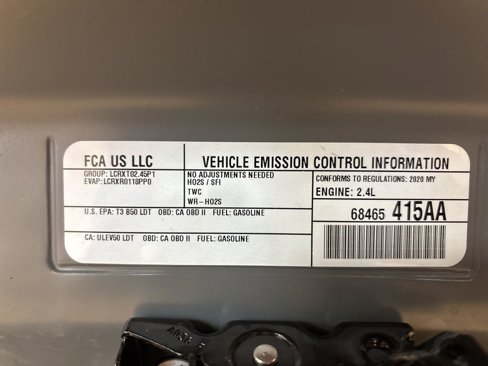 FCA US LLC
VEHICLE EMISSION CONTROL INFORMATION
GROUP: LCRXT02.45P1
EVAP: LCRXR0118PP0
NO ADJUSTMENTS NEEDED
HO2S / SFI
TWC
WR-HO2S
CONFORMS TO REGULATIONS: 2020 MY
ENGINE: 2.4L
U.S. EPA: T3 B50 LDT OBD: CA OBD II FUEL: GASOLINE
CA: ULEV50 LDT OBD: CA OBD II FUEL: GASOLINE
68465 415AA